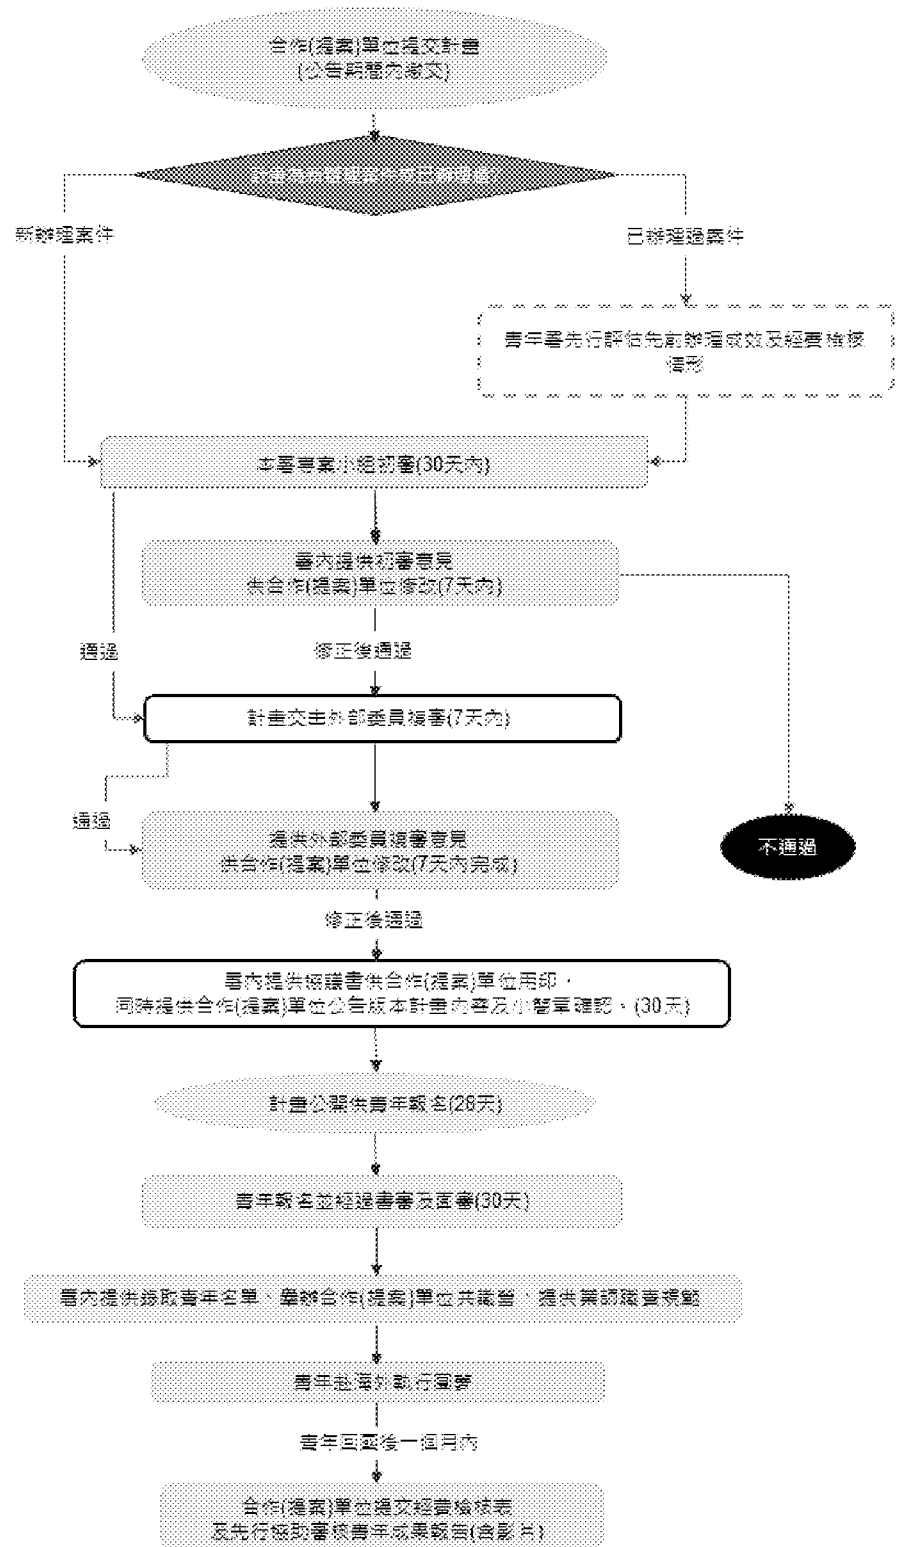 合作(提案)單位提交計畫
(公告期間內繳交)
新辦理案件
已辦理過案件
青年署先行評估先前辦理成效及經費檢核
情形
本署專案小組初審(30天內)
署內提供初審意見
供合作(提案)單位修改(7天內)
通過
修正後通過
計畫交由外部委員複審(7天內)
通過
提供外部委員複審意見
供合作(提案)單位修改(7天內完成)
不通過
修正後通過
署內提供協議書供合作(提案)單位用印，
同時提供合作(提案)單位公告版本計畫內容及小簡章確認。(30天)
計畫公開供青年報名(28天)
青年報名並經過書審及面審(30天)
署內提供錄取青年名單、舉辦合作(提案)單位共識營、提供業師職責規範
青年赴海外執行圓夢
青年回國後一個月內
合作(提案)單位提交經費檢核表
及先行協助審核青年成果報告(含影片)